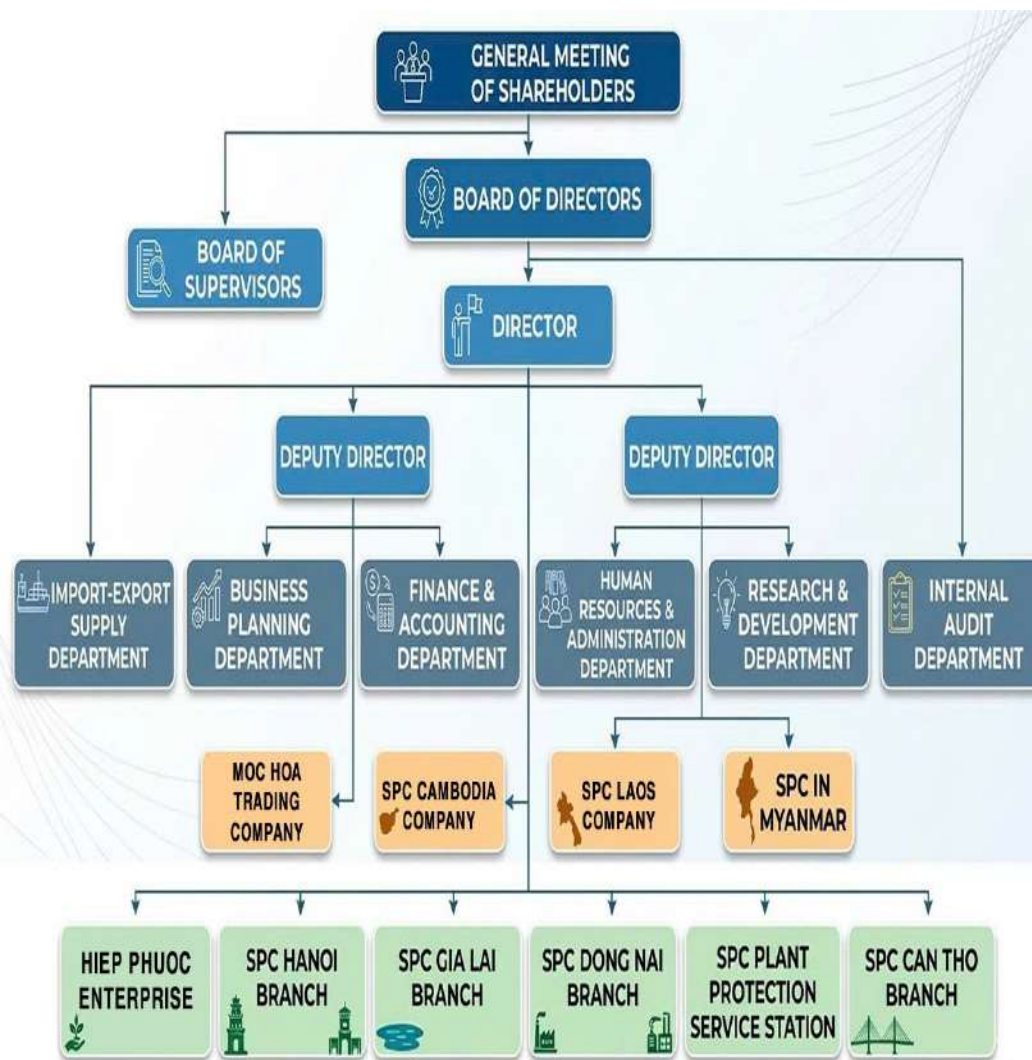 GENERAL MEETING
OF SHAREHOLDERS
BOARD OF DIRECTORS
BOARD OF
SUPERVISORS
DIRECTOR
DEPUTY DIRECTOR
DEPUTY DIRECTOR
IMPORT-EXPORT
SUPPLY
DEPARTMENT
BUSINESS
PLANNING
DEPARTMENT
FINANCE &
ACCOUNTING
DEPARTMENT
HUMAN
RESOURCES &
ADMINISTRATION
DEPARTMENT
RESEARCH &
DEVELOPMENT
DEPARTMENT
INTERNAL
AUDIT
DEPARTMENT
MOC HOA
TRADING
COMPANY
SPC CAMBODIA
COMPANY
SPC LAOS
COMPANY
SPC IN
MYANMAR
HIEP PHUOC
ENTERPRISE
SPC HANOI
BRANCH
SPC GIA LAI
BRANCH
SPC DONG NAI
BRANCH
SPC PLANT
PROTECTION
SERVICE STATION
SPC CAN THO
BRANCH